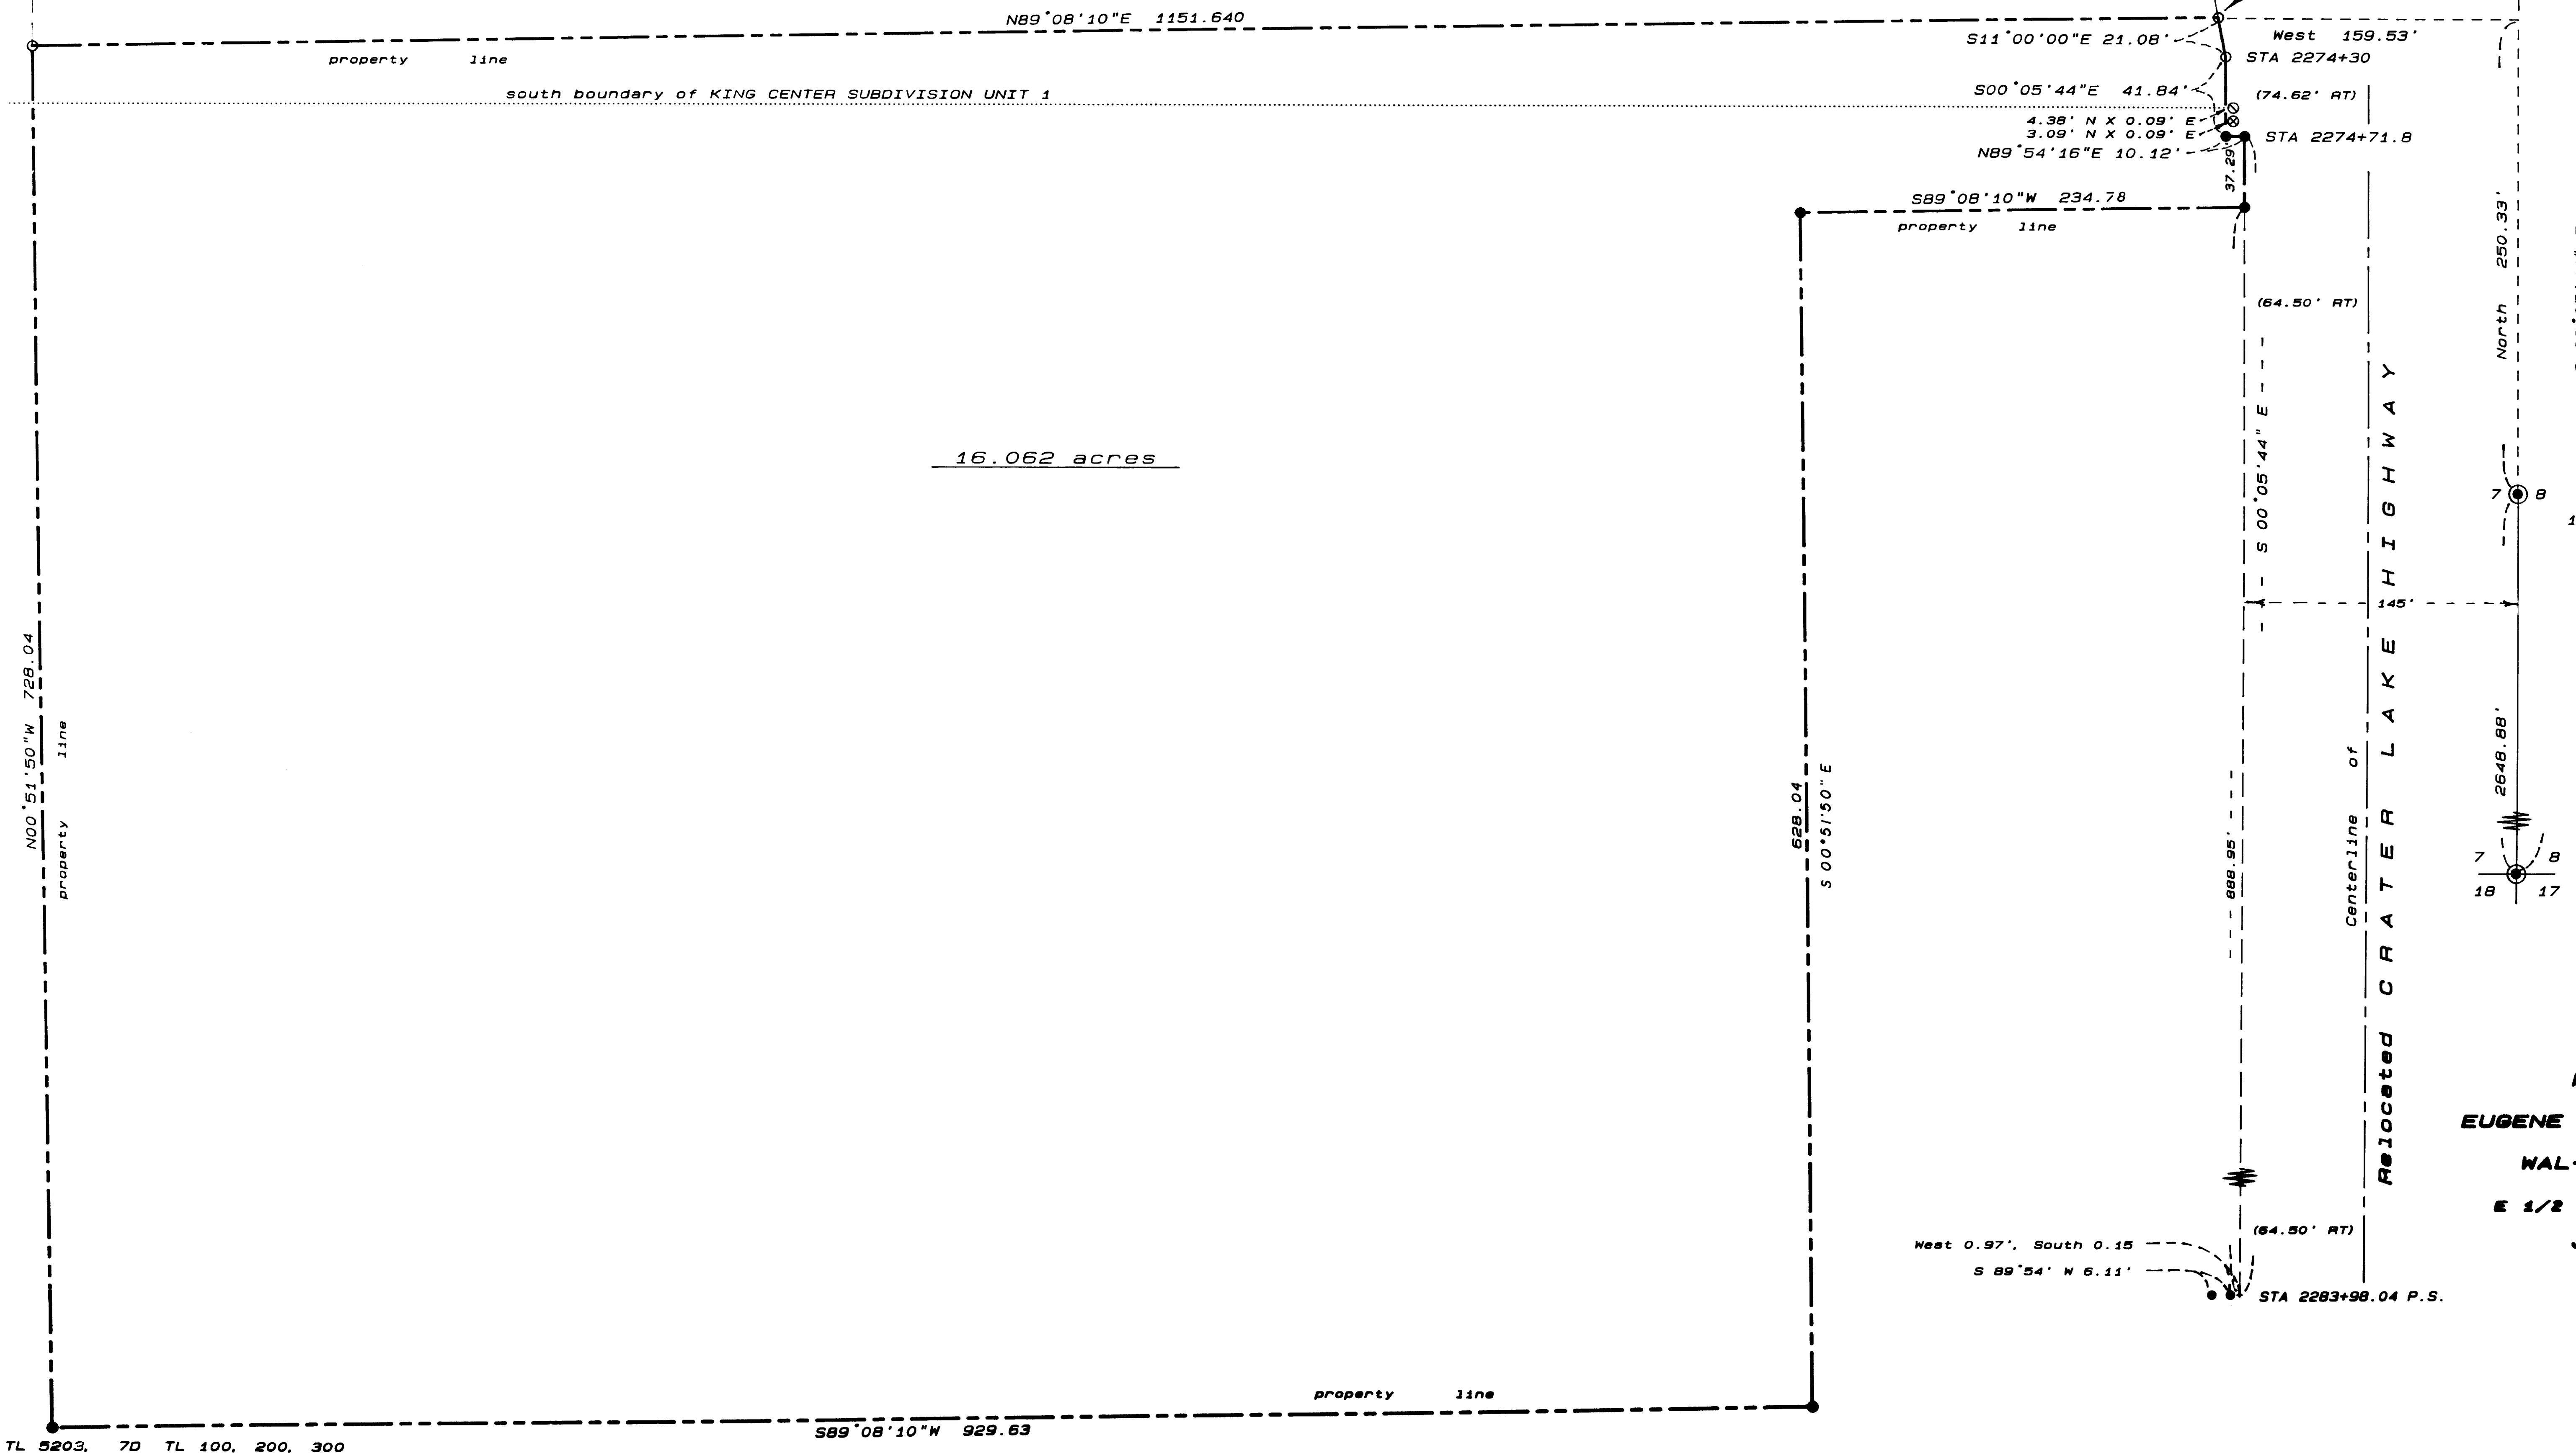 N89°08'10"E 1151.640
property line
south boundary of KING CENTER SUBDIVISION UNIT 1
S11°00'00"E 21.08'
West 159.53'
STA 2274+30
S00°05'44"E 41.84'
(74.62' RT)
4.38' N X 0.09' E
3.09' N X 0.09' E
STA 2274+71.8
N89°54'16"E 10.12'
37.29'
S89°08'10"W 234.78
property line
North 250.33'
(64.50' RT)
S 00°05'44" E
16.062 acres
7 8
145'
N00°51'50"W 728.04
property line
628.04
S 00°51'50" E
888.95'
Centerline of
Relocated CRATER LAKE HIGHWAY
2648.88'
7 8
18 17
EUGENE
WAL
E 1/2
(64.50' RT)
West 0.97', South 0.15
S 89°54' W 6.11'
STA 2283+98.04 P.S.
property line
S89°08'10"W 929.63
TL 5203, 7D TL 100, 200, 300